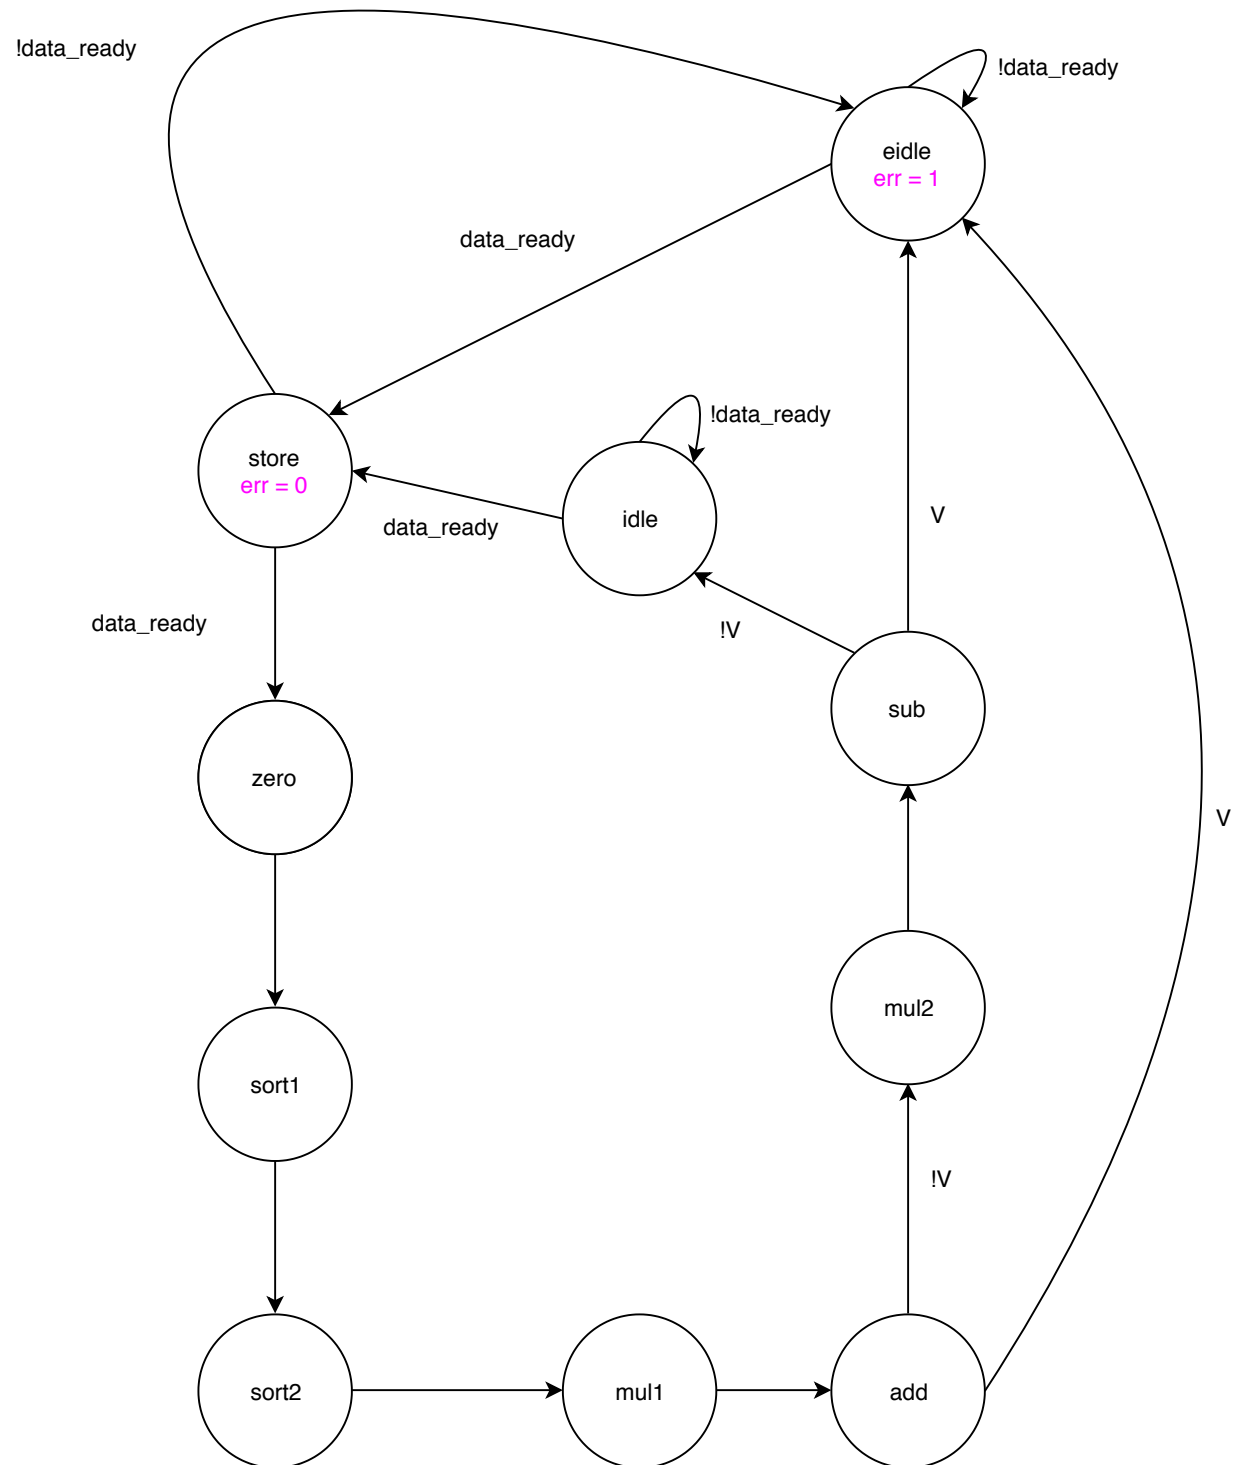 !data_ready
!data_ready
eidle
err = 1
data_ready
!data_ready
store
err = 0
idle
data_ready
V
data_ready
!V
sub
zero
V
mul2
sort1
!V
sort2
mul1
add